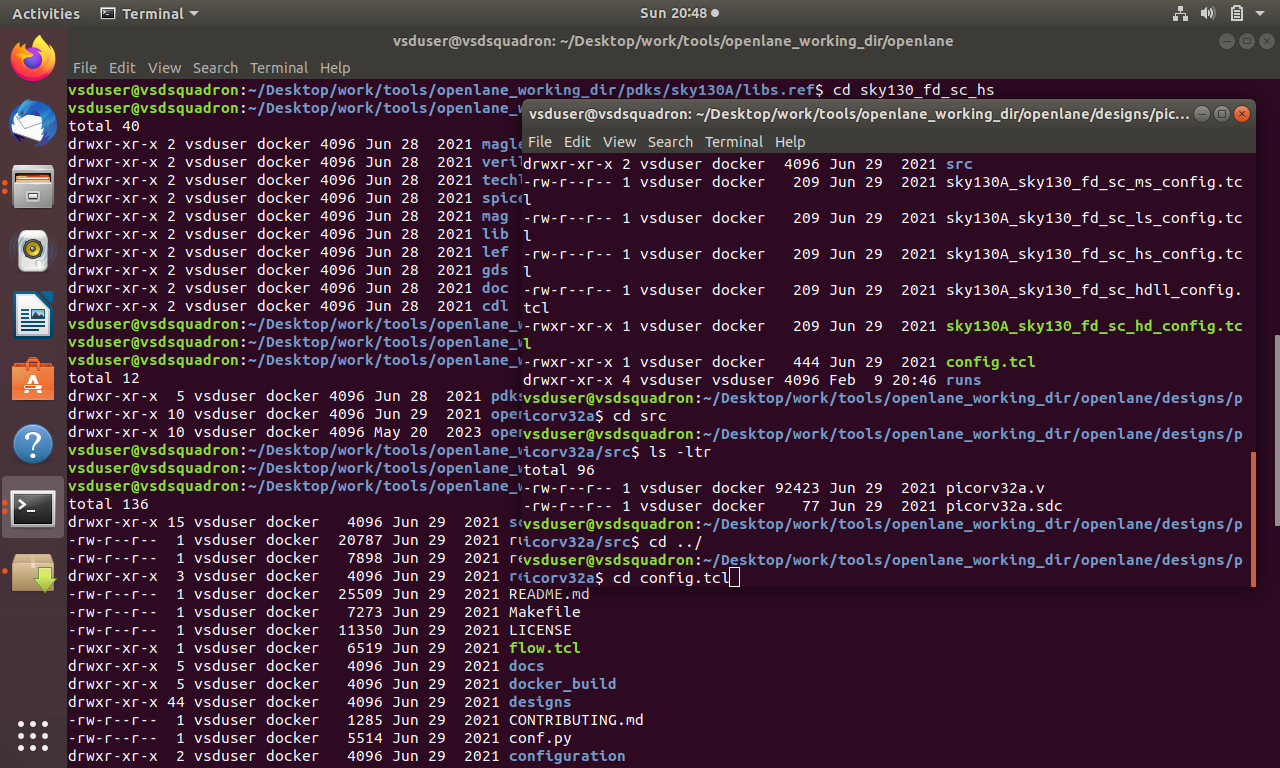 Activities Terminal Sun 20:48
vsduser@vsdsquadron: ~/Desktop/work/tools/openlane_working_dir/openlane
File Edit View Search Terminal Help
vsduser@vsdsquadron:~/Desktop/work/tools/openlane_working_dir/pdks/sky130A/libs.ref$ cd sky130_fd_sc_hs
vsduser@vsdsquadron:~/Desktop/work/tools/openlane_w
total 40
drwxr-xr-x 2 vsduser docker 4096 Jun 28  2021 magle
drwxr-xr-x 2 vsduser docker 4096 Jun 28  2021 veril
drwxr-xr-x 2 vsduser docker 4096 Jun 28  2021 techl
drwxr-xr-x 2 vsduser docker 4096 Jun 28  2021 spice
drwxr-xr-x 2 vsduser docker 4096 Jun 28  2021 mag
drwxr-xr-x 2 vsduser docker 4096 Jun 28  2021 lib
drwxr-xr-x 2 vsduser docker 4096 Jun 28  2021 lef
drwxr-xr-x 2 vsduser docker 4096 Jun 28  2021 gds
drwxr-xr-x 2 vsduser docker 4096 Jun 28  2021 doc
drwxr-xr-x 2 vsduser docker 4096 Jun 28  2021 cdl
vsduser@vsdsquadron:~/Desktop/work/tools/openlane_w
vsduser@vsdsquadron:~/Desktop/work/tools/openlane_w
vsduser@vsdsquadron:~/Desktop/work/tools/openlane_w
total 12
drwxr-x  5 vsduser docker 4096 Jun 28  2021 pdks
drwxr-xr-x 10 vsduser docker 4096 Jun 29  2021 open
drwxr-xr-x 10 vsduser docker 4096 May 20  2023 open
vsduser@vsdsquadron:~/Desktop/work/tools/openlane_w
vsduser@vsdsquadron:~/Desktop/work/tools/openlane_w
vsduser@vsdsquadron:~/Desktop/work/tools/openlane_w
total 136
drwxr-xr-x 15 vsduser docker   4096 Jun 29  2021 sc
-rw-r--r--  1 vsduser docker  20787 Jun 29  2021 ru
-rw-r--r--  1 vsduser docker   7898 Jun 29  2021 re
drwxr-xr-x  3 vsduser docker   4096 Jun 29  2021 re
-rw-r--r--  1 vsduser docker  25509 Jun 29  2021 README.md
-rw-r--r--  1 vsduser docker   7273 Jun 29  2021 Makefile
-rw-r--r--  1 vsduser docker  11350 Jun 29  2021 LICENSE
-rwxr-xr-x  1 vsduser docker   6519 Jun 29  2021 flow.tcl
drwxr-xr-x  5 vsduser docker   4096 Jun 29  2021 docs
drwxr-xr-x  5 vsduser docker   4096 Jun 29  2021 docker_build
drwxr-xr-x 44 vsduser docker   4096 Jun 29  2021 designs
-rw-r--r--  1 vsduser docker   1285 Jun 29  2021 CONTRIBUTING.md
-rw-r--r--  1 vsduser docker   5514 Jun 29  2021 conf.py
drwxr-xr-x  2 vsduser docker   4096 Jun 29  2021 configuration
vsduser@vsdsquadron: ~/Desktop/work/tools/openlane_working_dir/openlane/designs/pic...
File Edit View Search Terminal Help
drwxr-xr-x 2 vsduser docker  4096 Jun 29  2021 src
-rw-r--r-- 1 vsduser docker   209 Jun 29  2021 sky130A_sky130_fd_sc_ms_config.tc
l
-rw-r--r-- 1 vsduser docker   209 Jun 29  2021 sky130A_sky130_fd_sc_ls_config.tc
l
-rw-r--r-- 1 vsduser docker   209 Jun 29  2021 sky130A_sky130_fd_sc_hs_config.tc
l
-rw-r--r-- 1 vsduser docker   209 Jun 29  2021 sky130A_sky130_fd_sc_hdll_config.
tcl
-rwxr-xr-x 1 vsduser docker   209 Jun 29  2021 sky130A_sky130_fd_sc_hd_config.tc
l
-rwxr-xr-x 1 vsduser docker   444 Jun 29  2021 config.tcl
drwxr-xr-x 4 vsduser vsduser 4096 Feb  9 20:46 runs
vsduser@vsdsquadron:~/Desktop/work/tools/openlane_working_dir/openlane/designs/p
icorv32a$ cd src
vsduser@vsdsquadron:~/Desktop/work/tools/openlane_working_dir/openlane/designs/p
icorv32a/src$ ls -ltr
total 96
-rw-r--r-- 1 vsduser docker 92423 Jun 29  2021 picorv32a.v
-rw-r--r-- 1 vsduser docker    77 Jun 29  2021 picorv32a.sdc
vsduser@vsdsquadron:~/Desktop/work/tools/openlane_working_dir/openlane/designs/p
icorv32a/src$ cd ../
vsduser@vsdsquadron:~/Desktop/work/tools/openlane_working_dir/openlane/designs/p
icorv32a$ cd config.tcl